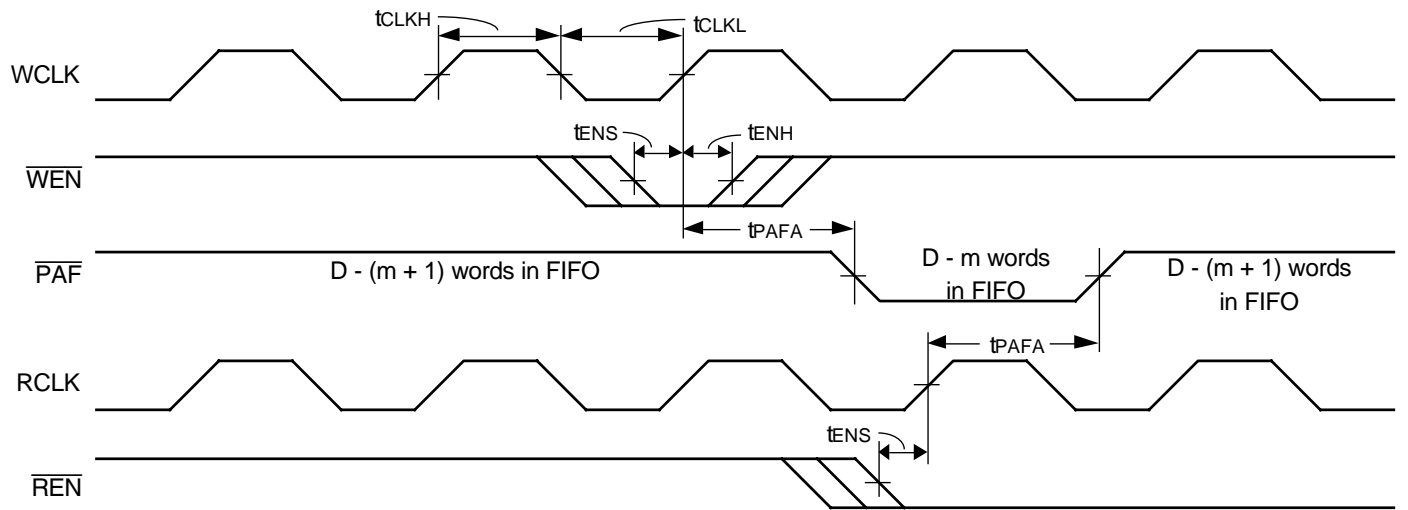 tCLKH
tCLKL
WCLK
tENS
tENH
WEN
tPAFA
PAF
D - (m + 1) words in FIFO
D - m words
in FIFO
D - (m + 1) words
in FIFO
tPAFA
RCLK
tENS
REN